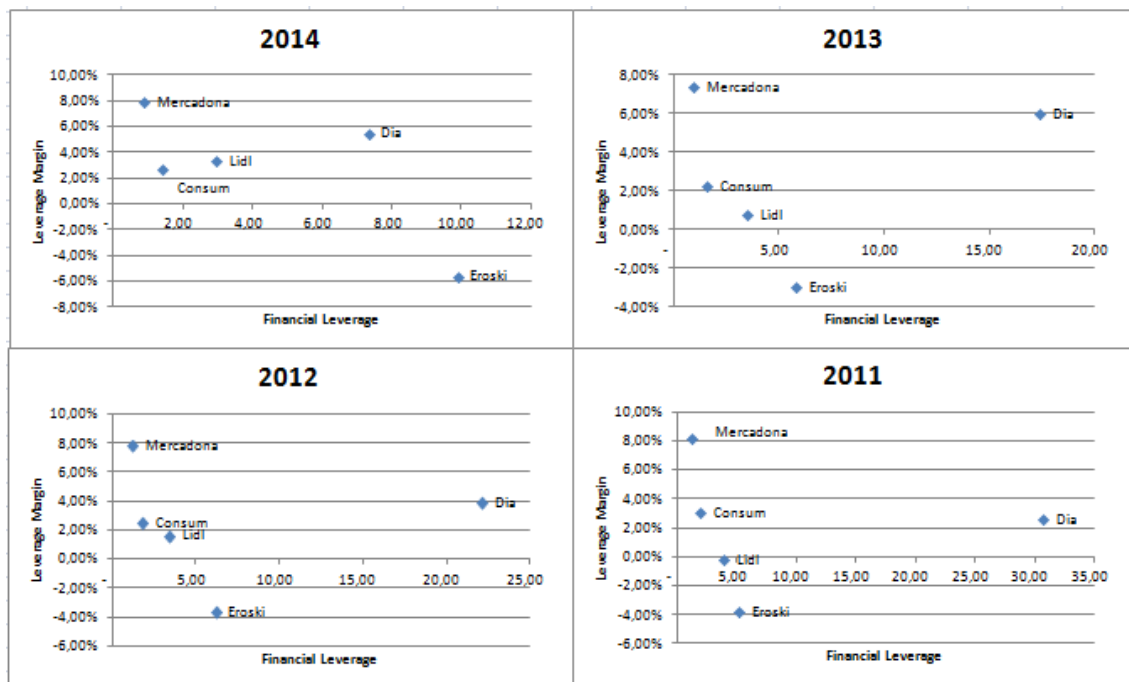 2014
10,00%
8,00%
6,00%
4,00%
2,00%
0,00%
-2,00%
-4,00%
-6,00%
-8,00%
Leverage Margin
Mercadona
Dia
Lidl
Consum
Eroski
- 2,00 4,00 6,00 8,00 10,00 12,00
Financial Leverage
2013
8,00%
6,00%
4,00%
2,00%
0,00%
-2,00%
-4,00%
Leverage Margin
Mercadona
Dia
Consum
Lidl
Eroski
- 5,00 10,00 15,00 20,00
Financial Leverage
2012
10,00%
8,00%
6,00%
4,00%
2,00%
0,00%
-2,00%
-4,00%
-6,00%
Leverage Margin
Mercadona
Dia
Consum
Lidl
Eroski
- 5,00 10,00 15,00 20,00 25,00
Financial Leverage
2011
10,00%
8,00%
6,00%
4,00%
2,00%
0,00%
-2,00%
-4,00%
-6,00%
Leverage Margin
Mercadona
Consum
Dia
Lidl
Eroski
- 5,00 10,00 15,00 20,00 25,00 30,00 35,00
Financial Leverage